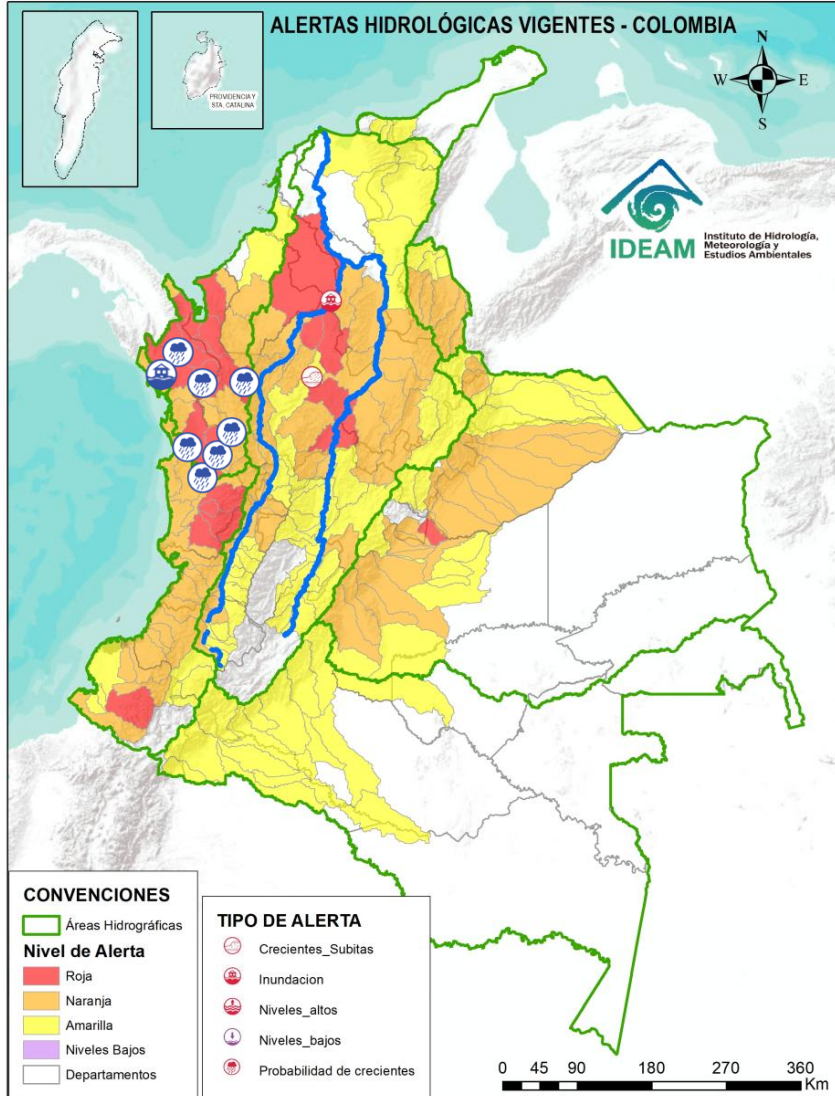 ALERTAS HIDROLÓGICAS VIGENTES - COLOMBIA
PROVIDENCIA Y
STA. CATALINA
N
W
E
S
IDEAM
Instituto de Hidrología,
Meteorología y
Estudios Ambientales
CONVENCIONES
Áreas Hidrográficas
Nivel de Alerta
Roja
Naranja
Amarilla
Niveles Bajos
Departamentos
TIPO DE ALERTA
Crecientes_Subitas
Inundacion
Niveles_altos
Niveles_bajos
Probabilidad de crecientes
0 45 90 180 270 360
Km